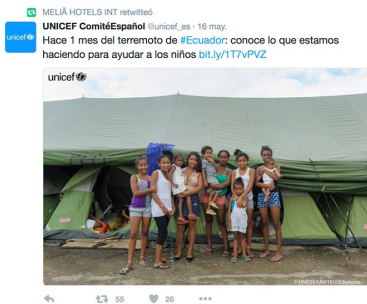 MELIÃ HOTELS INT retwitteó
UNICEF ComitéEspañol @unicef_es · 16 may.
Hace 1 mes del terremoto de #Ecuador: conoce lo que estamos
haciendo para ayudar a los niños bit.ly/1T7vPVZ
unicef
unicef
55
26